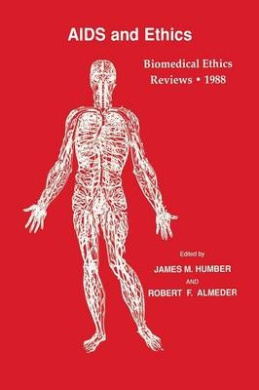 AIDS and Ethics
Biomedical Ethics
Reviews • 1988
Edited by
JAMES M. HUMBER
AND
ROBERT F. ALMEDER